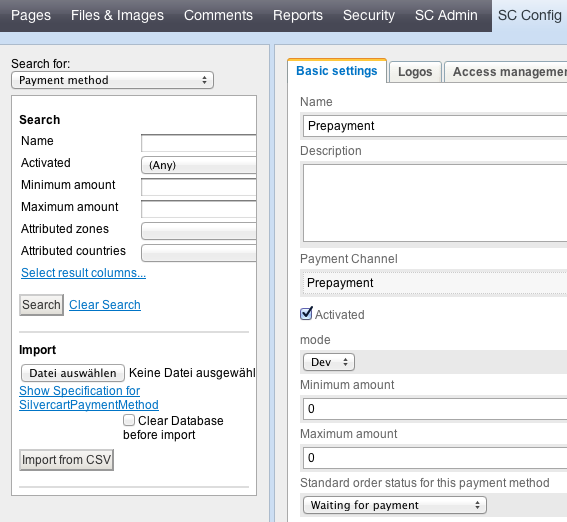 Pages Files & Images Comments Reports Security SC Admin SC Config
Search for:
Payment method
Search
Name
Activated (Any)
Minimum amount
Maximum amount
Attributed zones
Attributed countries
Select result columns...
Search Clear Search
Import
Datei auswählen Keine Datei ausgewähl
Show Specification for
SilvercartPaymentMethod
Clear Database
before import
Import from CSV
Basic settings Logos Access managemen
Name
Prepayment
Description
Payment Channel
Prepayment
Activated
mode
Dev
Minimum amount
0
Maximum amount
0
Standard order status for this payment method
Waiting for payment